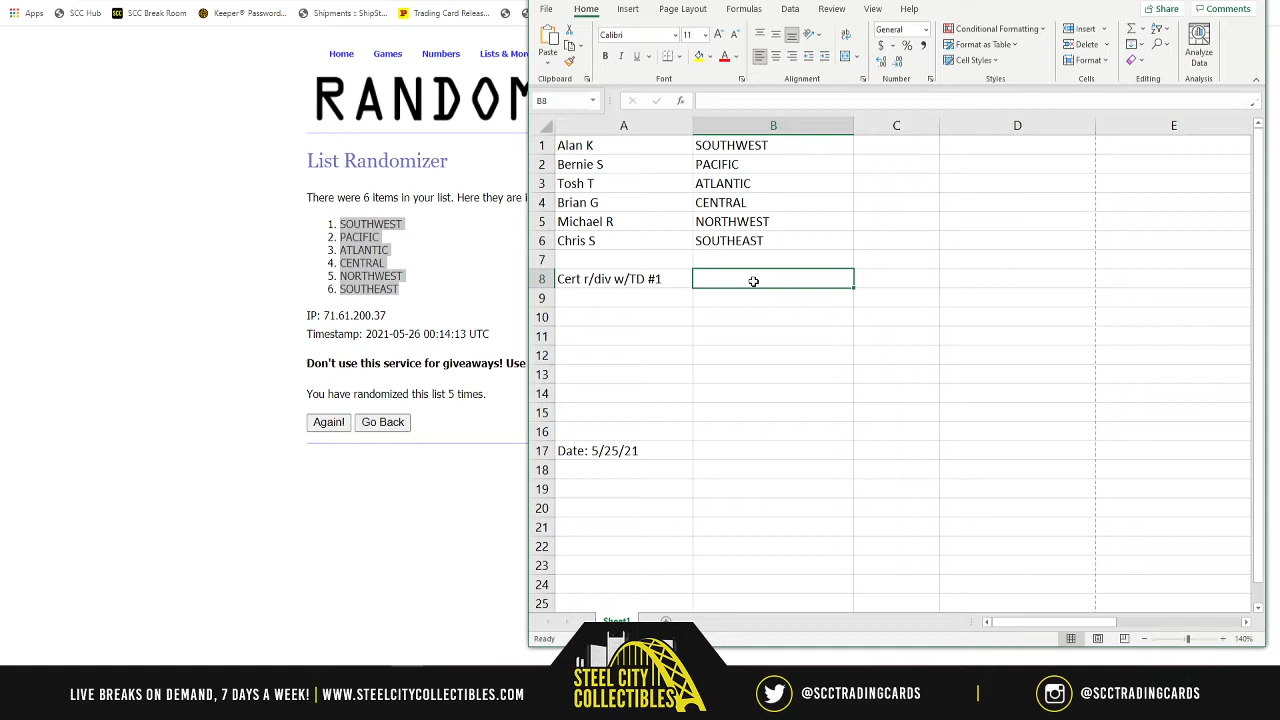 Apps SCC Hub SCC Break Room Keeper® Password... Shipments :: ShipSt... Trading Card Releas...
File Home Insert Page Layout Formulas Data Review View Help Share Comments
Paste Calibri 11 General Conditional Formatting Insert Analyze
B I U $ % Format as Table Delete Data
Cell Styles Format
Clipboard Font Alignment Number Styles Cells Editing Analysis
B8 fx
A B C D E
1 Alan K SOUTHWEST
2 Bernie S PACIFIC
3 Tosh T ATLANTIC
4 Brian G CENTRAL
5 Michael R NORTHWEST
6 Chris S SOUTHEAST
7
8 Cert r/div w/TD #1
9
10
11
12
13
14
15
16
17 Date: 5/25/21
18
19
20
21
22
23
24
25
Sheet1
Ready 140%
Home Games Numbers Lists & Mor
RANDOM
List Randomizer
There were 6 items in your list. Here they are i
1. SOUTHWEST
2. PACIFIC
3. ATLANTIC
4. CENTRAL
5. NORTHWEST
6. SOUTHEAST
IP: 71.61.200.37
Timestamp: 2021-05-26 00:14:13 UTC
Don't use this service for giveaways! Use
You have randomized this list 5 times.
Again! Go Back
LIVE BREAKS ON DEMAND, 7 DAYS A WEEK! | WWW.STEELCITYCOLLECTIBLES.COM
STEEL CITY
COLLECTIBLES
@SCCTRADINGCARDS | @SCCTRADINGCARDS